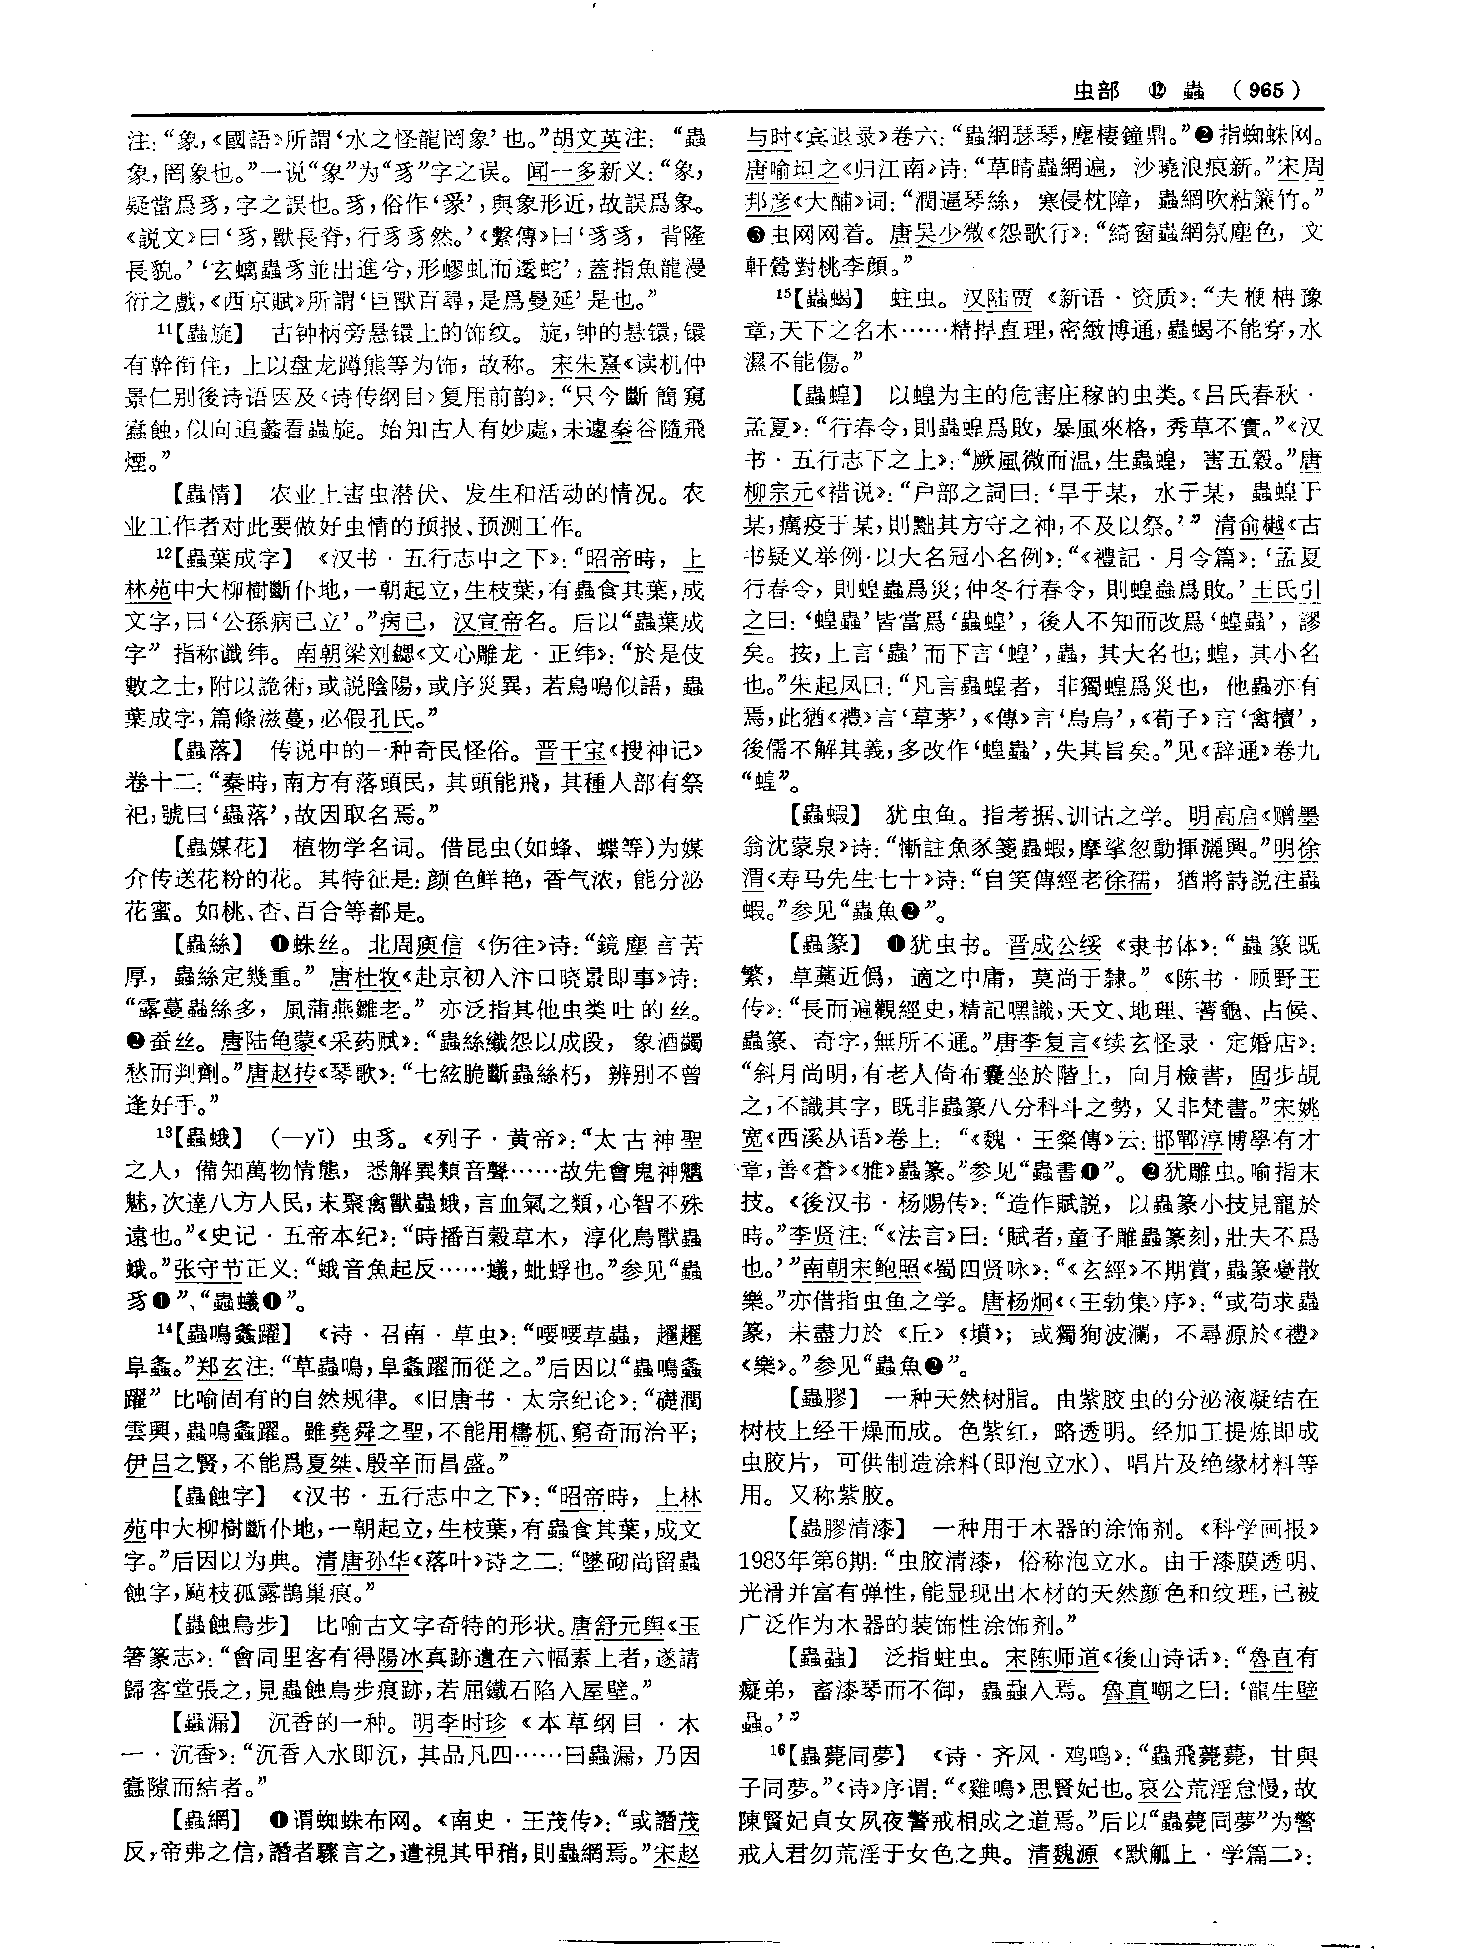 虫部　⑫　蟲　（965）
注：“象，《國語》所謂‘水之怪龍罔象’也。”胡文英注：“蟲
象，罔象也。”一说“象”为“豸”字之误。闻一多新义：“象，
疑當爲豸，字之誤也。豸，俗作‘𧳋’，與象形近，故誤爲象。
《説文》曰‘豸，獸長脊，行豸豸然。’《繫傳》曰‘豸豸，背隆
長貌。’‘玄螭蟲豸並出進兮，形蟉虬而逶蛇’，蓋指魚龍漫
衍之戲，《西京賦》所謂‘巨獸百尋，是爲曼延’是也。”
¹¹【蟲旋】　古钟柄旁悬镮上的饰纹。旋，钟的悬镮，镮
有幹衔住，上以盘龙蹲熊等为饰，故称。宋朱熹《读机仲
景仁别後诗语因及〈诗传纲目〉复用前韵》：“只今斷簡窺
蠹蝕，似向追蠡看蟲旋。始知古人有妙處，未遽秦谷隨飛
煙。”
【蟲情】　农业上害虫潜伏、发生和活动的情况。农
业工作者对此要做好虫情的预报、预测工作。
¹²【蟲葉成字】　《汉书·五行志中之下》：“昭帝時，上
林苑中大柳樹斷仆地，一朝起立，生枝葉，有蟲食其葉，成
文字，曰‘公孫病已立’。”病已，汉宣帝名。后以“蟲葉成
字”指称谶纬。南朝梁刘勰《文心雕龙·正纬》：“於是伎
數之士，附以詭術，或説陰陽，或序災異，若鳥鳴似語，蟲
葉成字，篇條滋蔓，必假孔氏。”
【蟲落】　传说中的一种奇民怪俗。晋干宝《搜神记》
卷十二：“秦時，南方有落頭民，其頭能飛，其種人部有祭
祀，號曰‘蟲落’，故因取名焉。”
【蟲媒花】　植物学名词。借昆虫(如蜂、蝶等)为媒
介传送花粉的花。其特征是：颜色鲜艳，香气浓，能分泌
花蜜。如桃、杏、百合等都是。
【蟲絲】　❶蛛丝。北周庾信《伤往》诗：“鏡塵言苦
厚，蟲絲定幾重。”唐杜牧《赴京初入汴口晓景即事》诗：
“露蔓蟲絲多，風蒲燕雛老。”亦泛指其他虫类吐的丝。
❷蚕丝。唐陆龟蒙《采药赋》：“蟲絲織怨以成段，象酒蠲
愁而判劑。”唐赵抟《琴歌》：“七絃脆斷蟲絲朽，辨别不曾
逢好手。”
¹³【蟲蛾】　（—yǐ）虫豸。《列子·黄帝》：“太古神聖
之人，備知萬物情態，悉解異類音聲……故先會鬼神魑
魅，次達八方人民，末聚禽獸蟲蛾，言血氣之類，心智不殊
遠也。”《史记·五帝本纪》：“時播百穀草木，淳化鳥獸蟲
蛾。”张守节正义：“蛾音魚起反……蟻，蚍蜉也。”参见“蟲
豸❶”、“蟲蟻❶”。
¹⁴【蟲鳴螽躍】　《诗·召南·草虫》：“喓喓草蟲，趯趯
阜螽。”郑玄注：“草蟲鳴，阜螽躍而從之。”后因以“蟲鳴螽
躍”比喻固有的自然规律。《旧唐书·太宗纪论》：“礎潤
雲興，蟲鳴螽躍。雖堯舜之聖，不能用檮杌、窮奇而治平；
伊吕之賢，不能爲夏桀、殷辛而昌盛。”
【蟲蝕字】　《汉书·五行志中之下》：“昭帝時，上林
苑中大柳樹斷仆地，一朝起立，生枝葉，有蟲食其葉，成文
字。”后因以为典。清唐孙华《落叶》诗之二：“墜砌尚留蟲
蝕字，颭枝孤露鵲巢痕。”
【蟲蝕鳥步】　比喻古文字奇特的形状。唐舒元舆《玉
箸篆志》：“會同里客有得陽冰真跡遺在六幅素上者，遂請
歸客堂張之，見蟲蝕鳥步痕跡，若屈鐵石陷入屋壁。”
【蟲漏】　沉香的一种。明李时珍《本草纲目·木
一·沉香》：“沉香入水即沉，其品凡四……曰蟲漏，乃因
蠹隙而結者。”
【蟲網】　❶谓蜘蛛布网。《南史·王茂传》：“或譖茂
反，帝弗之信，譖者驟言之，遣視其甲矟，則蟲網焉。”宋赵
与时《宾退录》卷六：“蟲網瑟琴，塵棲鐘鼎。”❷指蜘蛛网。
唐喻坦之《归江南》诗：“草晴蟲網遍，沙曉浪痕新。”宋周
邦彦《大酺》词：“潤逼琴絲，寒侵枕障，蟲網吹粘簾竹。”
❸虫网网着。唐吴少微《怨歌行》：“綺窗蟲網氛塵色，文
軒鶯對桃李顔。”
¹⁵【蟲蝎】　蛀虫。汉陆贾《新语·资质》：“夫楩柟豫
章，天下之名木……精捍直理，密緻博通，蟲蝎不能穿，水
濕不能傷。”
【蟲蝗】　以蝗为主的危害庄稼的虫类。《吕氏春秋·
孟夏》：“行春令，則蟲蝗爲敗，暴風來格，秀草不實。”《汉
书·五行志下之上》：“厥風微而温，生蟲蝗，害五穀。”唐
柳宗元《䄍说》：“户部之詞曰：‘旱于某，水于某，蟲蝗于
某，癘疫于某，則黜其方守之神，不及以祭。’”清俞樾《古
书疑义举例·以大名冠小名例》：“《禮記·月令篇》：‘孟夏
行春令，則蝗蟲爲災；仲冬行春令，則蝗蟲爲敗。’王氏引
之曰：‘蝗蟲’皆當爲‘蟲蝗’，後人不知而改爲‘蝗蟲’，謬
矣。按，上言‘蟲’而下言‘蝗’，蟲，其大名也；蝗，其小名
也。”朱起凤曰：“凡言蟲蝗者，非獨蝗爲災也，他蟲亦有
焉，此猶《禮》言‘草茅’，《傳》言‘鳥烏’，《荀子》言‘禽犢’，
後儒不解其義，多改作‘蝗蟲’，失其旨矣。”见《辞通》卷九
“蝗”。
【蟲蝦】　犹虫鱼。指考据、训诂之学。明高启《赠墨
翁沈蒙泉》诗：“慚註魚豕箋蟲蝦，摩挲忽動揮灑興。”明徐
渭《寿马先生七十》诗：“自笑傳經老徐孺，猶將詩説注蟲
蝦。”参见“蟲魚❷”。
【蟲篆】　❶犹虫书。晋成公绥《隶书体》：“蟲篆既
繁，草藁近僞，適之中庸，莫尚于隸。”《陈书·顾野王
传》：“長而遍觀經史，精記嘿識，天文、地理、蓍龜、占候、
蟲篆、奇字，無所不通。”唐李复言《续玄怪录·定婚店》：
“斜月尚明，有老人倚布囊坐於階上，向月檢書，固步覘
之，不識其字，既非蟲篆八分科斗之勢，又非梵書。”宋姚
宽《西溪丛语》卷上：“《魏·王粲傳》云：邯鄲淳博學有才
章，善《蒼》《雅》蟲篆。”参见“蟲書❶”。❷犹雕虫。喻指末
技。《後汉书·杨赐传》：“造作賦説，以蟲篆小技見寵於
時。”李贤注：“《法言》曰：‘賦者，童子雕蟲篆刻，壯夫不爲
也。’”南朝宋鲍照《蜀四贤咏》：“《玄經》不期賞，蟲篆憂散
樂。”亦借指虫鱼之学。唐杨炯《〈王勃集〉序》：“或苟求蟲
篆，未盡力於《丘》《墳》；或獨狥波瀾，不尋源於《禮》
《樂》。”参见“蟲魚❷”。
【蟲膠】　一种天然树脂。由紫胶虫的分泌液凝结在
树枝上经干燥而成。色紫红，略透明。经加工提炼即成
虫胶片，可供制造涂料(即泡立水)、唱片及绝缘材料等
用。又称紫胶。
【蟲膠清漆】　一种用于木器的涂饰剂。《科学画报》
1983年第6期：“虫胶清漆，俗称泡立水。由于漆膜透明、
光滑并富有弹性，能显现出木材的天然颜色和纹理，已被
广泛作为木器的装饰性涂饰剂。”
【蟲蝨】　泛指蛀虫。宋陈师道《後山诗话》：“魯直有
癡弟，畜漆琴而不御，蟲蝨入焉。魯直嘲之曰：‘龍生壁
蝨。’”
¹⁶【蟲薨同夢】　《诗·齐风·鸡鸣》：“蟲飛薨薨，甘與
子同夢。”《诗》序谓：“《雞鳴》思賢妃也。哀公荒淫怠慢，故
陳賢妃貞女夙夜警戒相成之道焉。”后以“蟲薨同夢”为警
戒人君勿荒淫于女色之典。清魏源《默觚上·学篇二》：